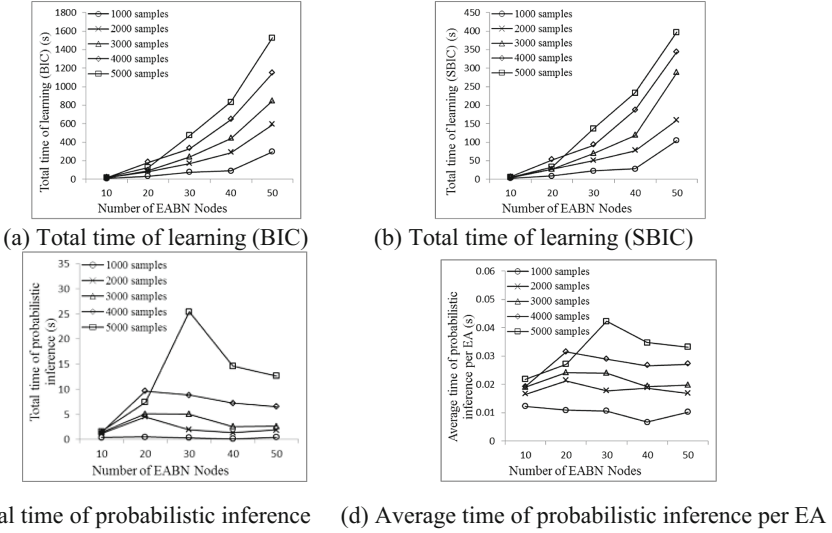 1800
1600
1400
1200
1000
800
600
400
200
0
Total time of learning (BIC) (s)
1000 samples
2000 samples
3000 samples
4000 samples
5000 samples
10 20 30 40 50
Number of EABN Nodes
450
400
350
300
250
200
150
100
50
0
Total time of learning (SBIC) (s)
1000 samples
2000 samples
3000 samples
4000 samples
5000 samples
10 20 30 40 50
Number of EABN Nodes
(a) Total time of learning (BIC)
(b) Total time of learning (SBIC)
35
30
25
20
15
10
5
0
Total time of probabilistic
inference (s)
1000 samples
2000 samples
3000 samples
4000 samples
5000 samples
10 20 30 40 50
Number of EABN Nodes
0.06
0.05
0.04
0.03
0.02
0.01
0
Average time of probabilistic
inference per EA (s)
1000 samples
2000 samples
3000 samples
4000 samples
5000 samples
10 20 30 40 50
Number of EABN Nodes
al time of probabilistic inference
(d) Average time of probabilistic inference per EA